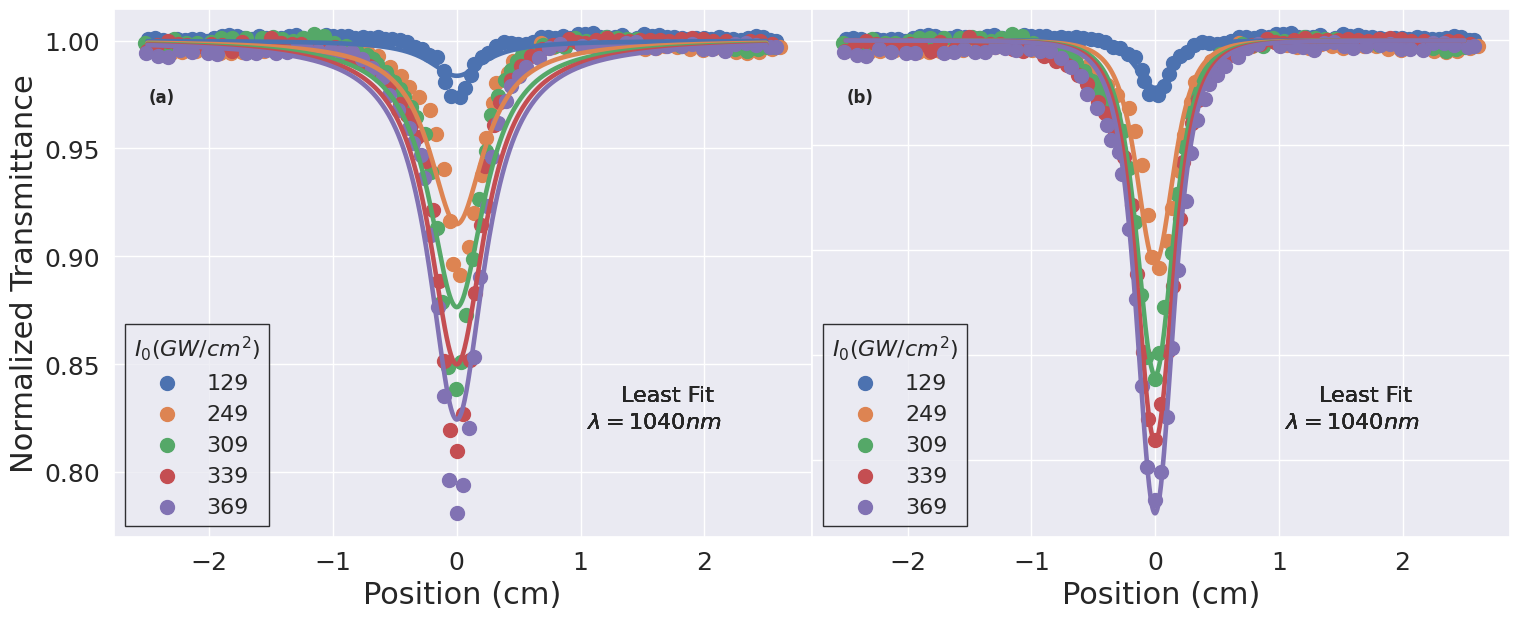 Normalized Transmittance
1.00
0.95
0.90
0.85
0.80
(a)
I₀(GW/cm²)
129
249
309
339
369
Least Fit
λ = 1040nm
−2
−1
0
1
2
Position (cm)
(b)
I₀(GW/cm²)
129
249
309
339
369
Least Fit
λ = 1040nm
−2
−1
0
1
2
Position (cm)